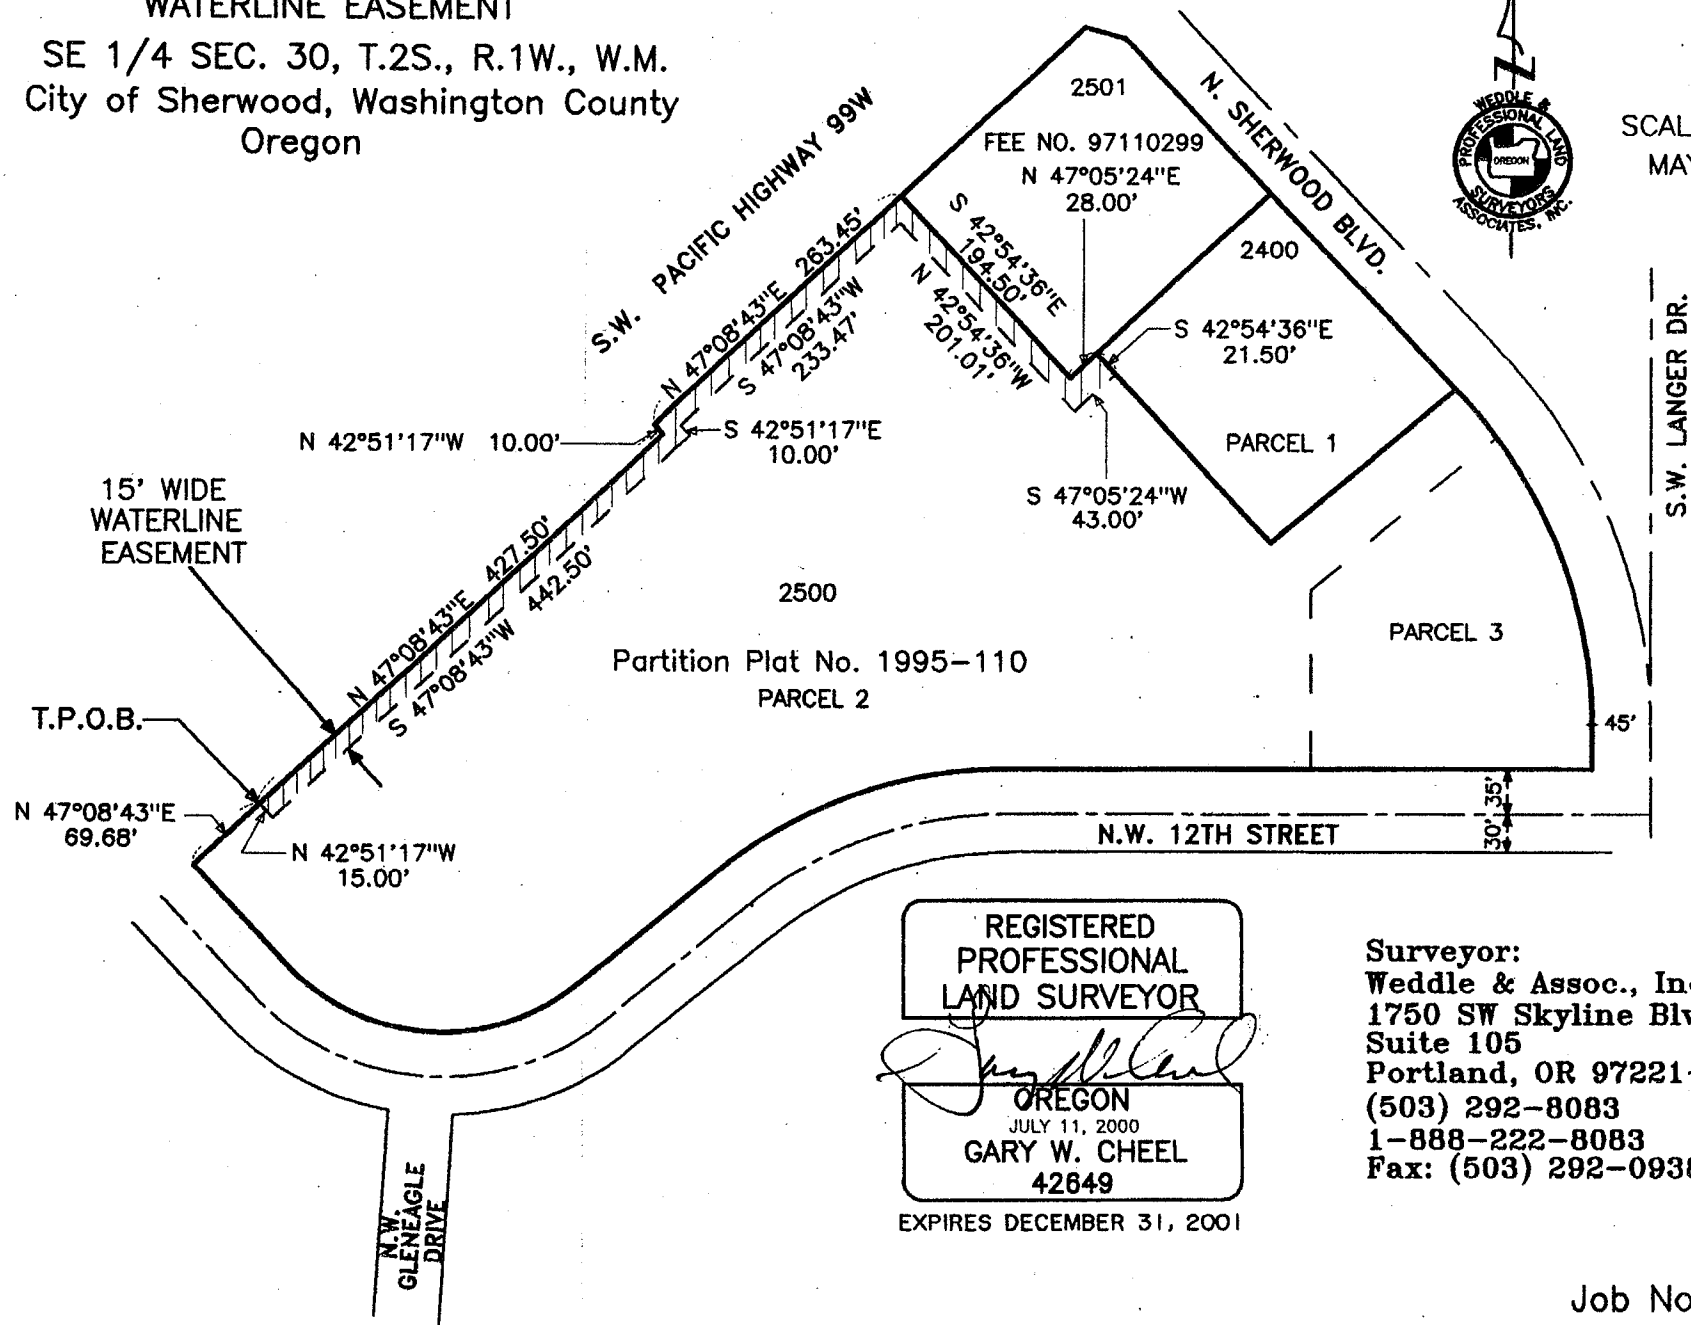 WATERLINE EASEMENT
SE 1/4 SEC. 30, T.2S., R.1W., W.M.
City of Sherwood, Washington County
Oregon
S.W. PACIFIC HIGHWAY 99W
2501
FEE NO. 97110299
N 47°05'24"E
28.00'
N. SHERWOOD BLVD.
N
WEDDLE &
PROFESSIONAL LAND
OREGON
SURVEYORS
ASSOCIATES, INC.
SCAL
MAY
S.W. LANGER DR.
2400
S 42°54'36"E
194.50'
N 42°54'36"W
201.01'
S 42°54'36"E
21.50'
N 47°08'43"E 263.45'
S 47°08'43"W
233.47'
N 42°51'17"W 10.00'
S 42°51'17"E
10.00'
PARCEL 1
S 47°05'24"W
43.00'
15' WIDE
WATERLINE
EASEMENT
N 47°08'43"E 427.50'
S 47°08'43"W 442.50'
2500
Partition Plat No. 1995-110
PARCEL 2
PARCEL 3
T.P.O.B.
45'
N 47°08'43"E
69.68'
N 42°51'17"W
15.00'
35'
30'
N.W. 12TH STREET
REGISTERED
PROFESSIONAL
LAND SURVEYOR
OREGON
JULY 11, 2000
GARY W. CHEEL
42649
EXPIRES DECEMBER 31, 2001
Surveyor:
Weddle & Assoc., In
1750 SW Skyline Blv
Suite 105
Portland, OR 97221-
(503) 292-8083
1-888-222-8083
Fax: (503) 292-0938
N.W.
GLENEAGLE
DRIVE
Job No